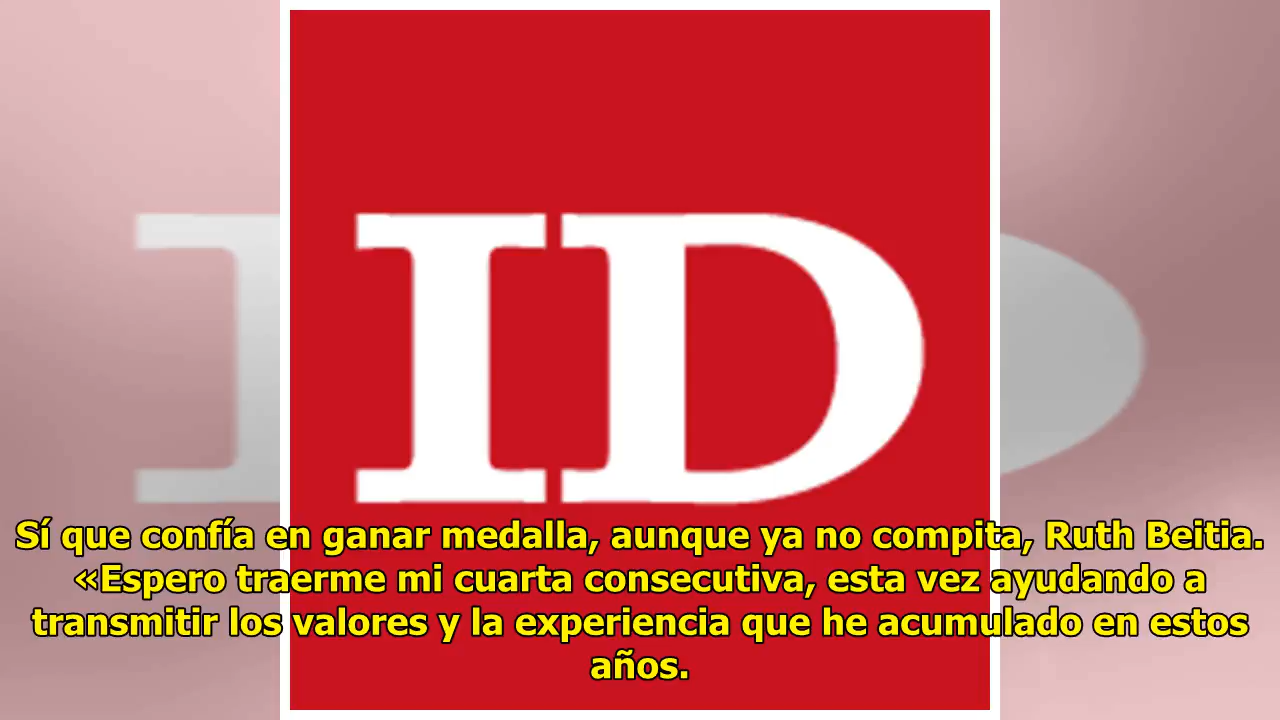 ID
Sí que confía en ganar medalla, aunque ya no compita, Ruth Beitia.
«Espero traerme mi cuarta consecutiva, esta vez ayudando a
transmitir los valores y la experiencia que he acumulado en estos
años.